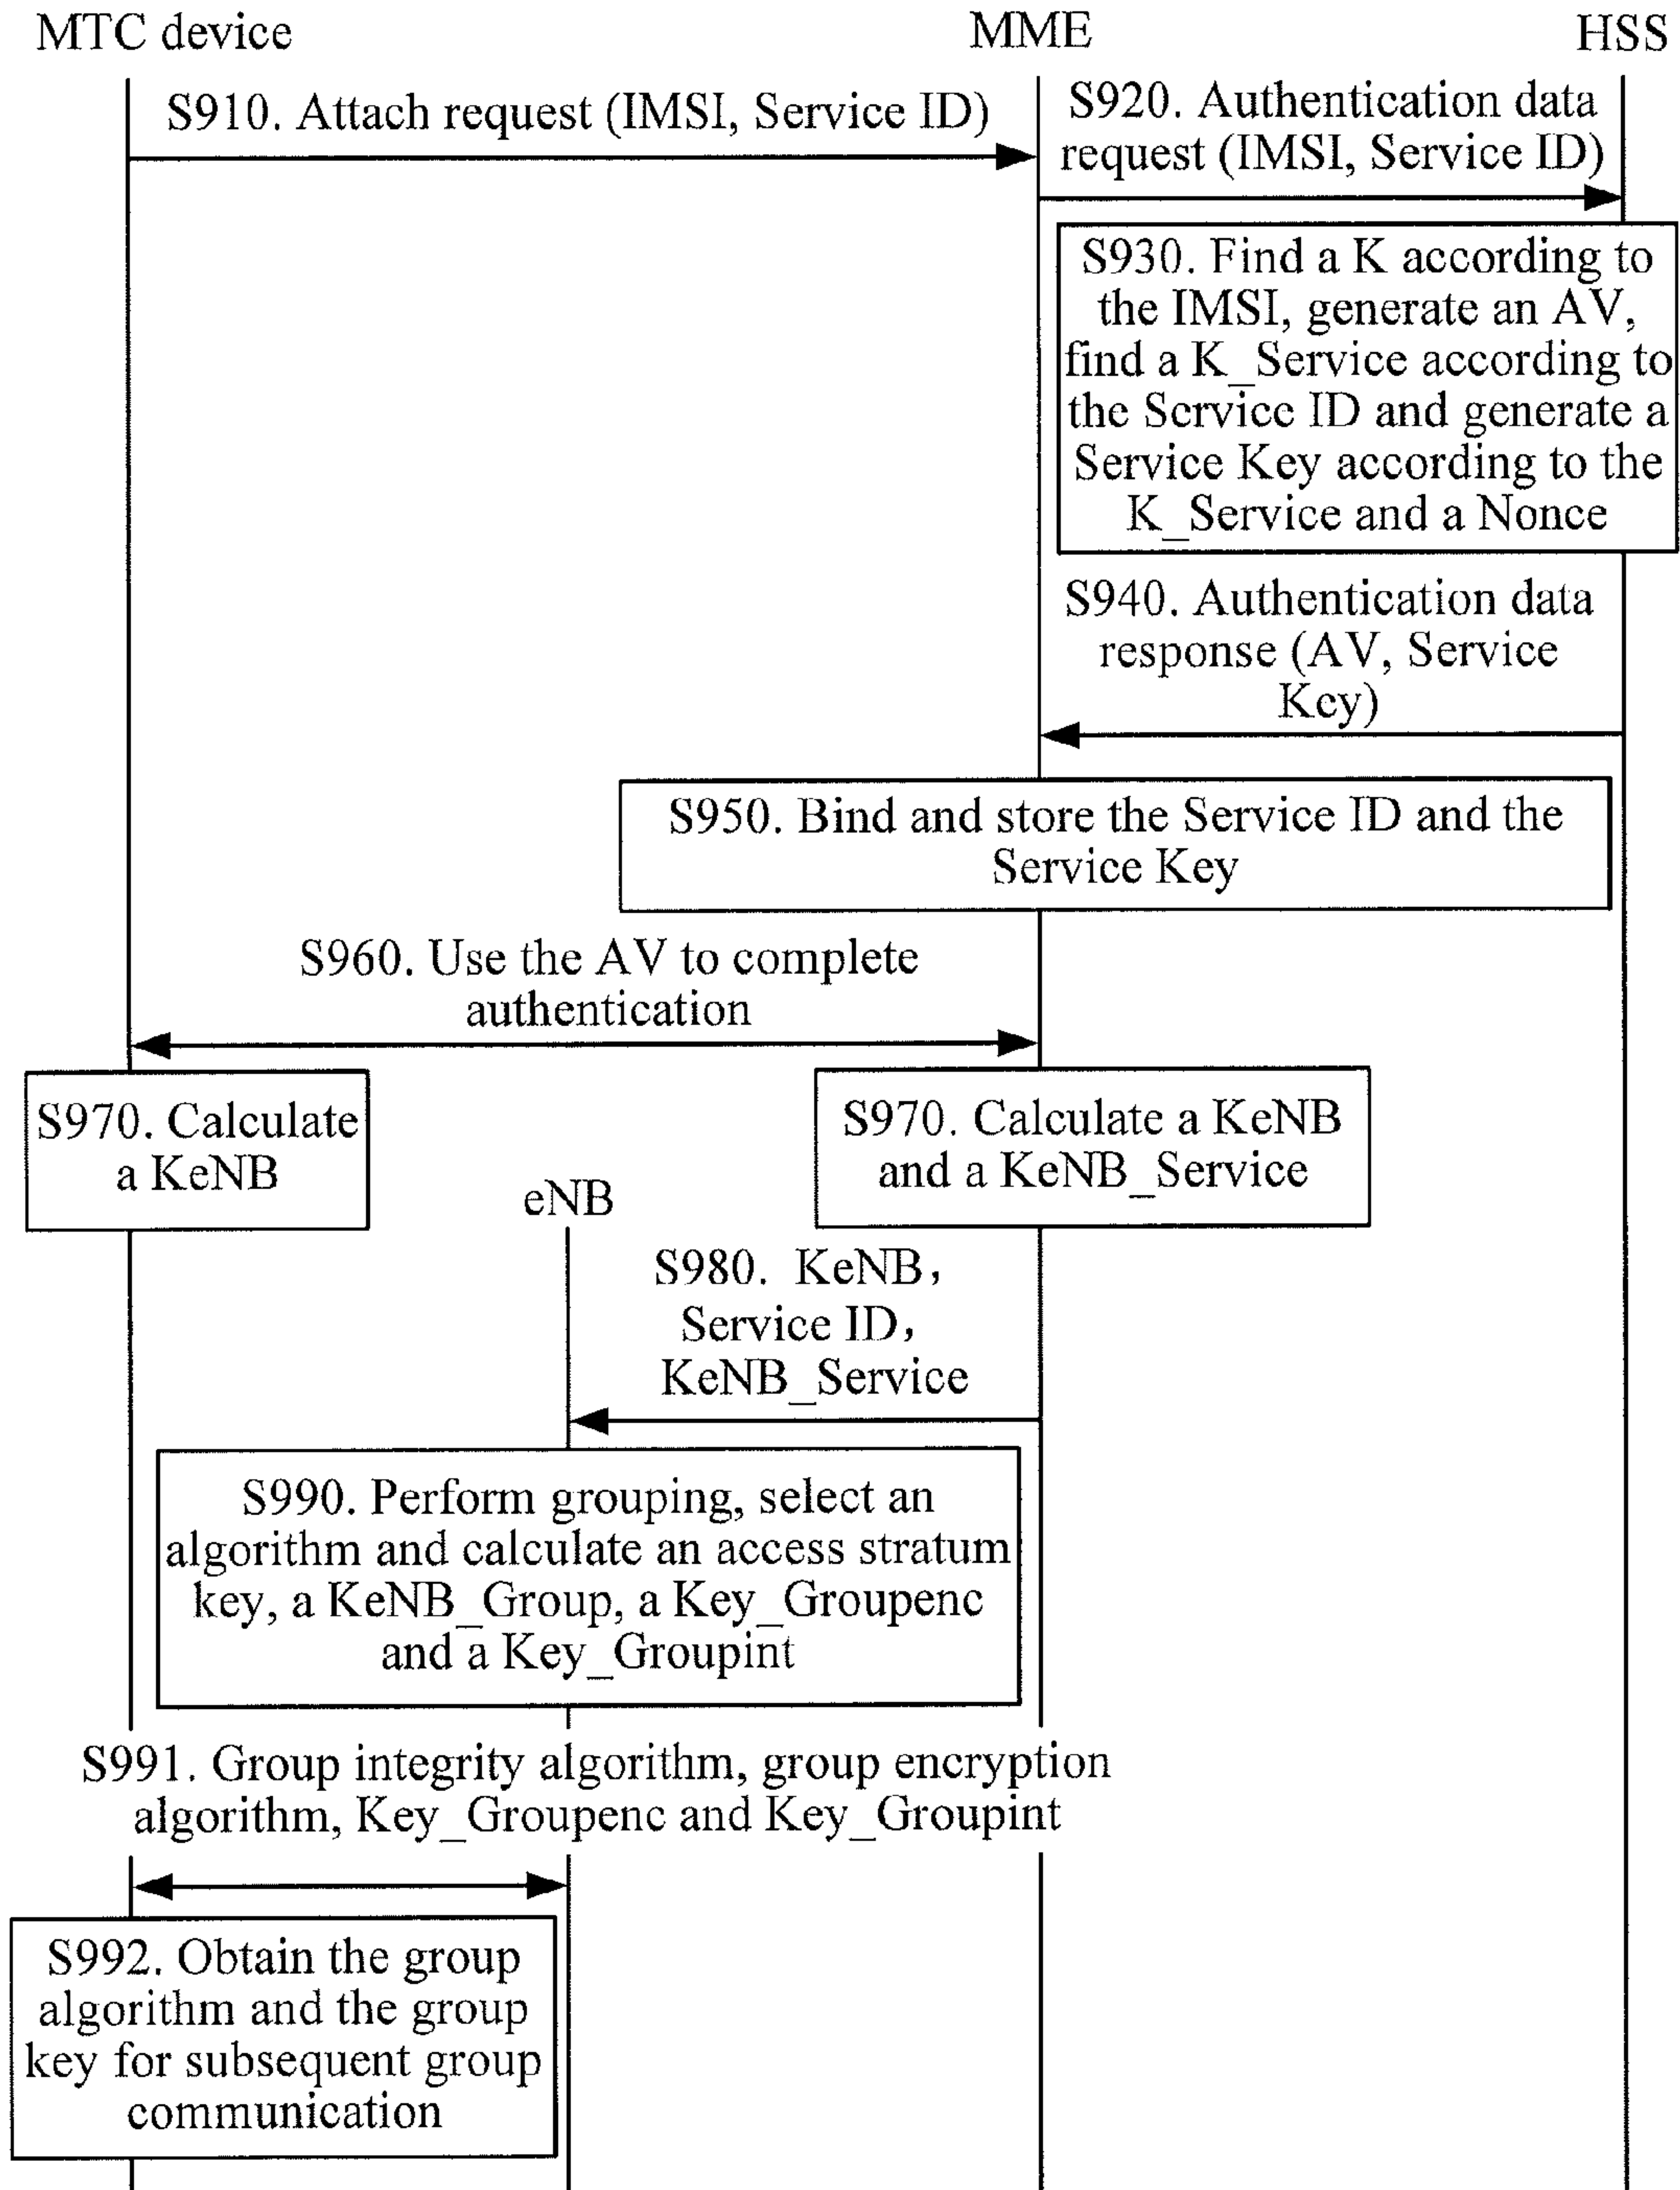 MTC device
MME
HSS
S910. Attach request (IMSI, Service ID)
S920. Authentication data
request (IMSI, Service ID)
S930. Find a K according to
the IMSI, generate an AV,
find a K_Service according to
the Service ID and generate a
Service Key according to the
K_Service and a Nonce
S940. Authentication data
response (AV, Service
Key)
S950. Bind and store the Service ID and the
Service Key
S960. Use the AV to complete
authentication
S970. Calculate
a KeNB
S970. Calculate a KeNB
and a KeNB_Service
eNB
S980. KeNB,
Service ID,
KeNB_Service
S990. Perform grouping, select an
algorithm and calculate an access stratum
key, a KeNB_Group, a Key_Groupenc
and a Key_Groupint
S991. Group integrity algorithm, group encryption
algorithm, Key_Groupenc and Key_Groupint
S992. Obtain the group
algorithm and the group
key for subsequent group
communication